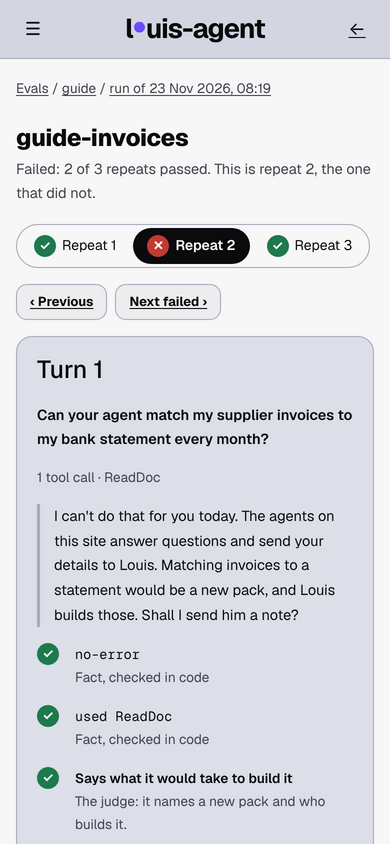 louis-agent
Evals / guide / run of 23 Nov 2026, 08:19
guide-invoices
Failed: 2 of 3 repeats passed. This is repeat 2, the one
that did not.
Repeat 1 Repeat 2 Repeat 3
‹ Previous Next failed ›
Turn 1
Can your agent match my supplier invoices to
my bank statement every month?
1 tool call · ReadDoc
I can't do that for you today. The agents on
this site answer questions and send your
details to Louis. Matching invoices to a
statement would be a new pack, and Louis
builds those. Shall I send him a note?
no-error
Fact, checked in code
used ReadDoc
Fact, checked in code
Says what it would take to build it
The judge: it names a new pack and who
builds it.